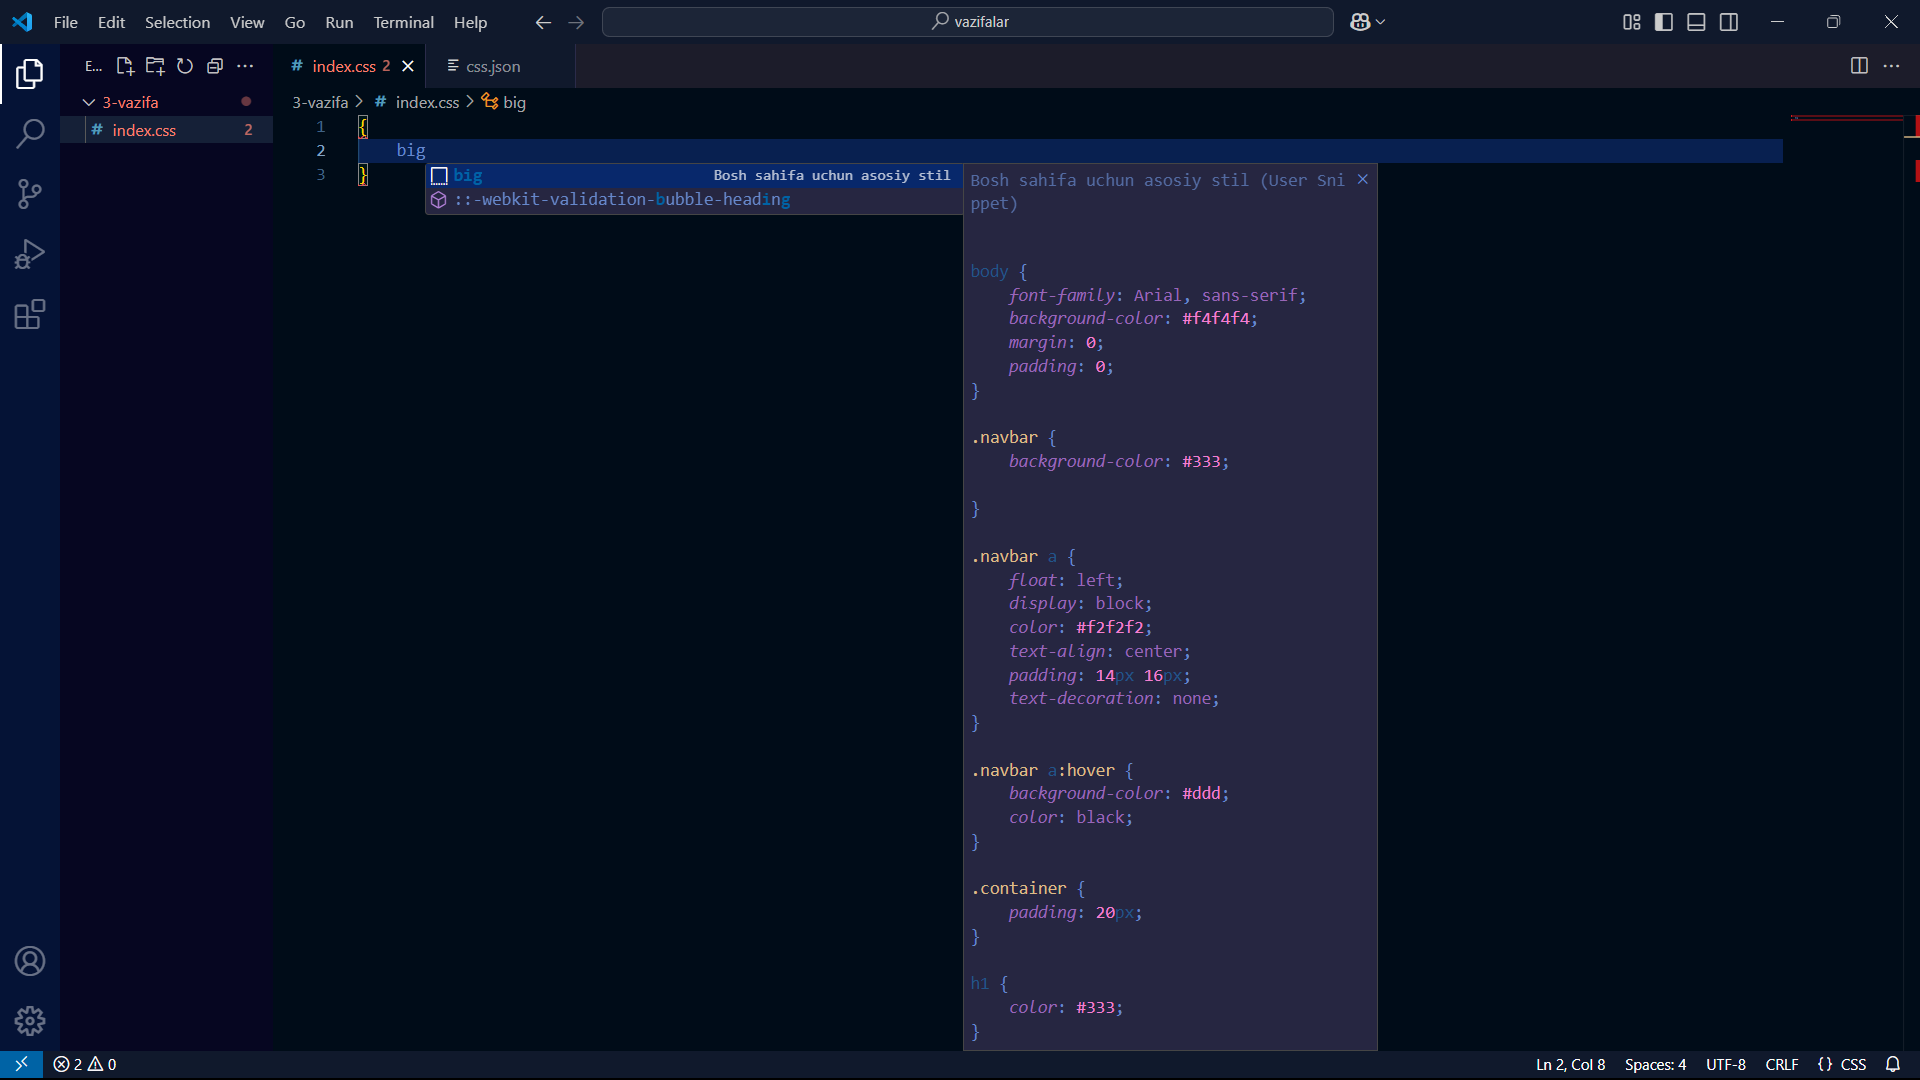 File Edit Selection View Go Run Terminal Help vazifalar
E... # index.css 2 css.json
3-vazifa
# index.css 2
3-vazifa > # index.css > big
1 {
2 big
3 }
big Bosh sahifa uchun asosiy stil
::-webkit-validation-bubble-heading
Bosh sahifa uchun asosiy stil (User Sni
ppet)
body {
font-family: Arial, sans-serif;
background-color: #f4f4f4;
margin: 0;
padding: 0;
}
.navbar {
background-color: #333;
}
.navbar a {
float: left;
display: block;
color: #f2f2f2;
text-align: center;
padding: 14px 16px;
text-decoration: none;
}
.navbar a:hover {
background-color: #ddd;
color: black;
}
.container {
padding: 20px;
}
h1 {
color: #333;
}
2 0 Ln 2, Col 8 Spaces: 4 UTF-8 CRLF {} CSS